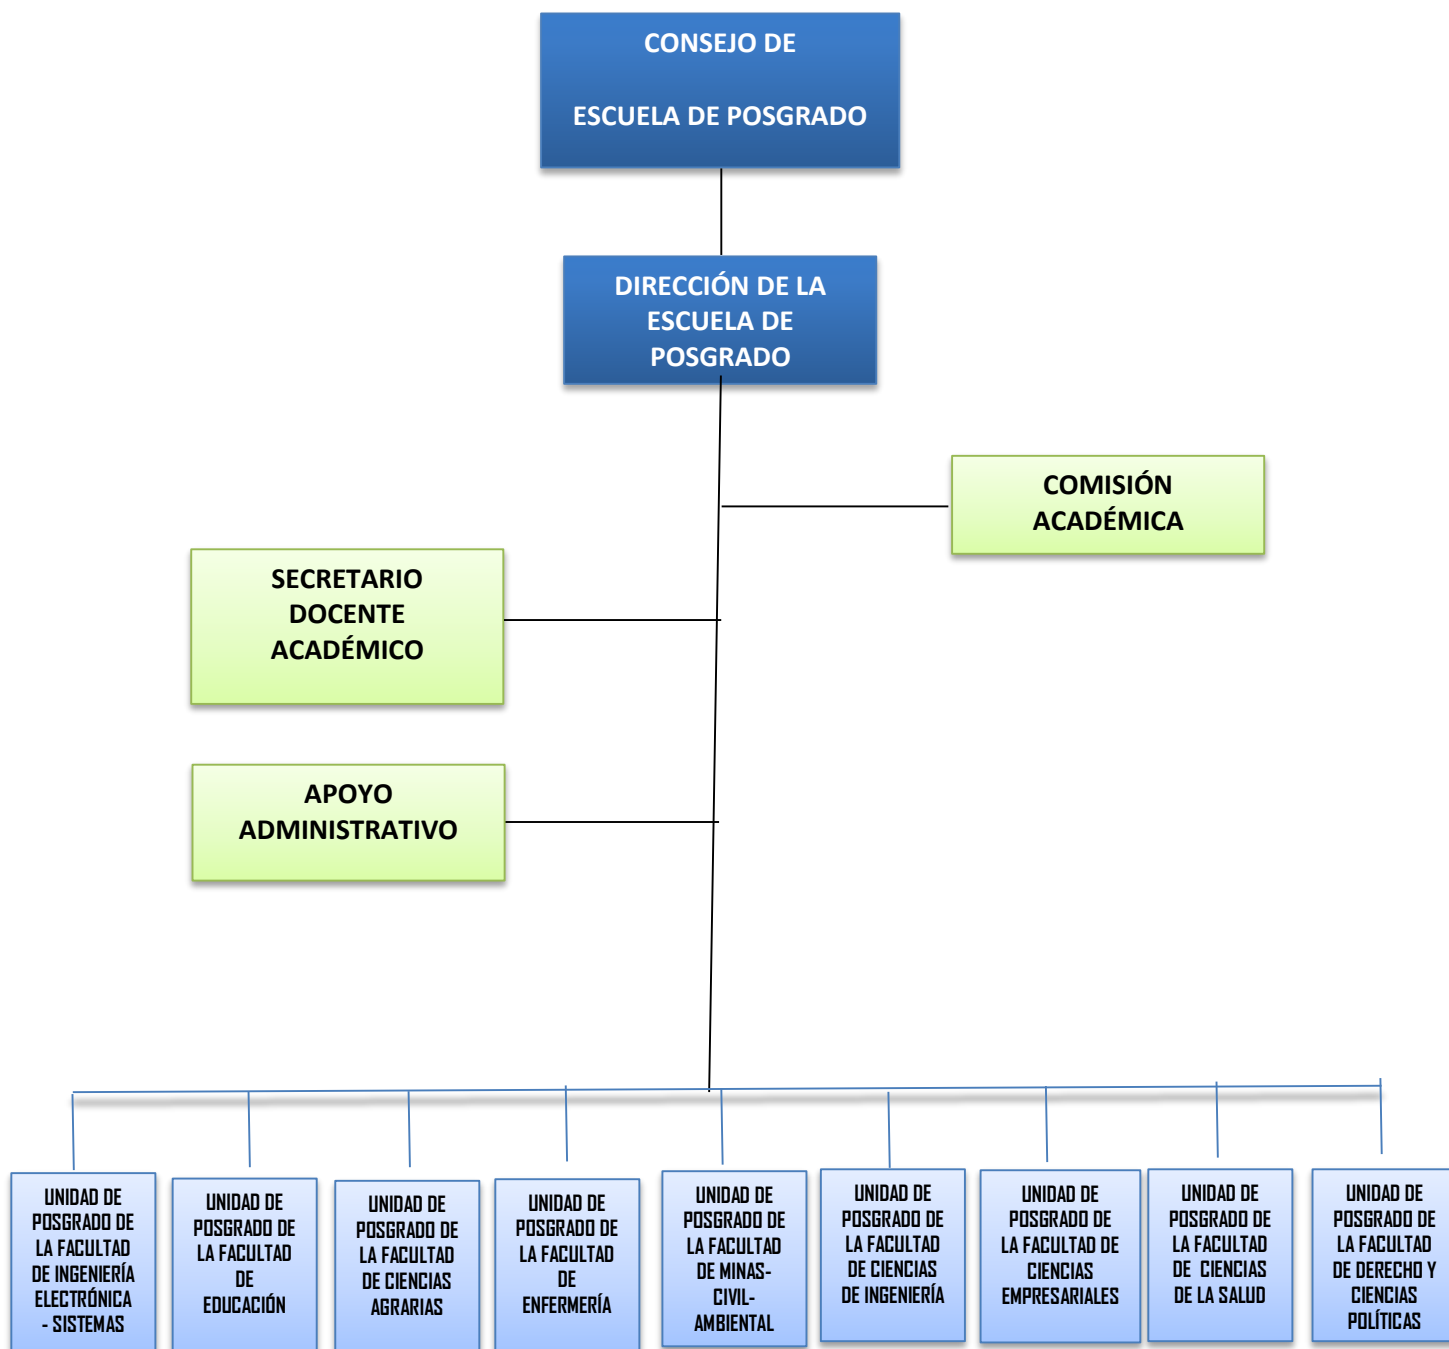 CONSEJO DE
ESCUELA DE POSGRADO
DIRECCIÓN DE LA
ESCUELA DE
POSGRADO
COMISIÓN
ACADÉMICA
SECRETARIO
DOCENTE
ACADÉMICO
APOYO
ADMINISTRATIVO
UNIDAD DE
POSGRADO DE
LA FACULTAD
DE INGENIERÍA
ELECTRÓNICA
- SISTEMAS
UNIDAD DE
POSGRADO DE
LA FACULTAD
DE
EDUCACIÓN
UNIDAD DE
POSGRADO DE
LA FACULTAD
DE CIENCIAS
AGRARIAS
UNIDAD DE
POSGRADO DE
LA FACULTAD
DE
ENFERMERÍA
UNIDAD DE
POSGRADO DE
LA FACULTAD
DE MINAS-
CIVIL-
AMBIENTAL
UNIDAD DE
POSGRADO DE
LA FACULTAD
DE CIENCIAS
DE INGENIERÍA
UNIDAD DE
POSGRADO DE
LA FACULTAD DE
CIENCIAS
EMPRESARIALES
UNIDAD DE
POSGRADO DE
LA FACULTAD
DE CIENCIAS
DE LA SALUD
UNIDAD DE
POSGRADO DE
LA FACULTAD
DE DERECHO Y
CIENCIAS
POLÍTICAS